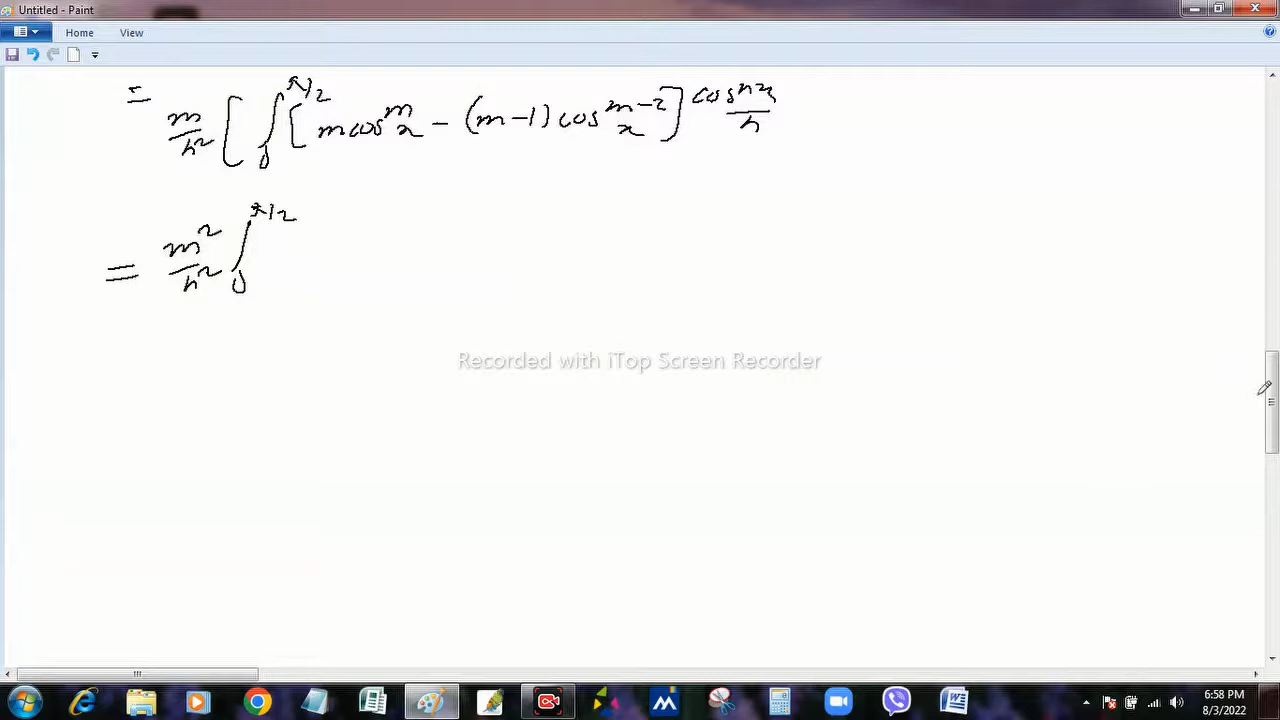 Untitled - Paint
Home View
= m/n² [ ∫₀^π/2 [ m cos^m x - (m-1) cos^m-2 x ] cos nx / n
= m²/n² ∫₀^π/2
Recorded with iTop Screen Recorder
6:58 PM
8/3/2022